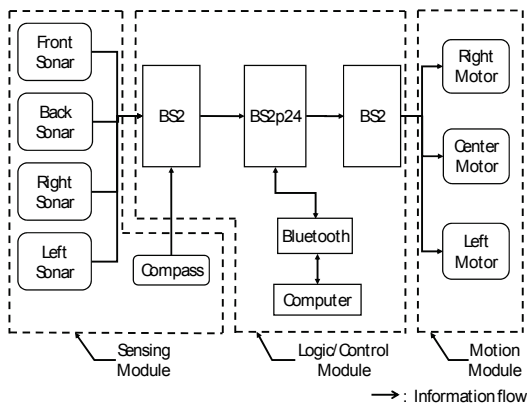 Front
Sonar
Back
Sonar
Right
Sonar
Left
Sonar
BS2
BS2p24
BS2
Compass
Bluetooth
Computer
Right
Motor
Center
Motor
Left
Motor
Sensing
Module
Logic/Control
Module
Motion
Module
: Information flow